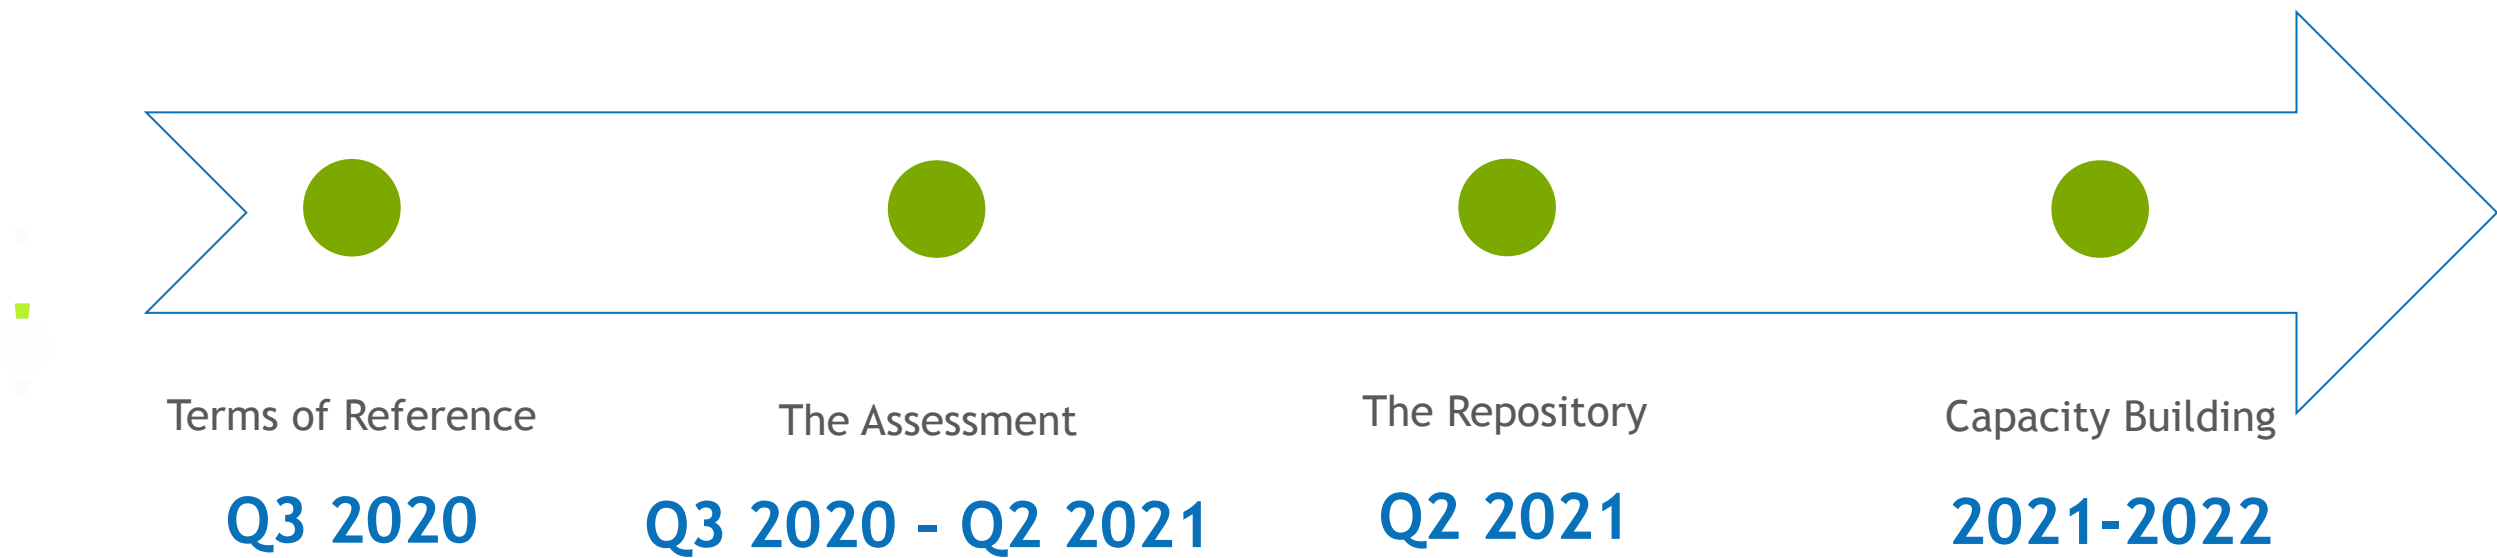 Terms of Reference
Q3 2020
The Assessment
Q3 2020 - Q2 2021
The Repository
Q2 2021
Capacity Building
2021-2022